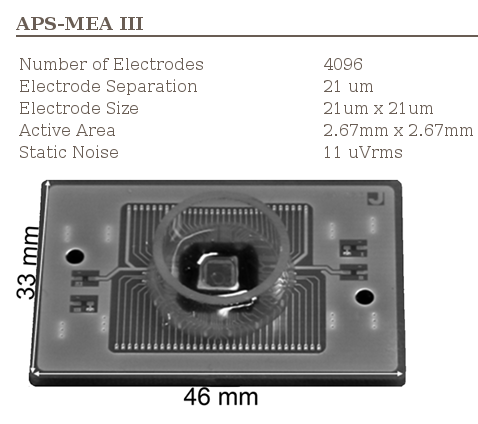 APS-MEA III
Number of Electrodes 4096
Electrode Separation 21 um
Electrode Size 21um x 21um
Active Area 2.67mm x 2.67mm
Static Noise 11 uVrms
33 mm
46 mm